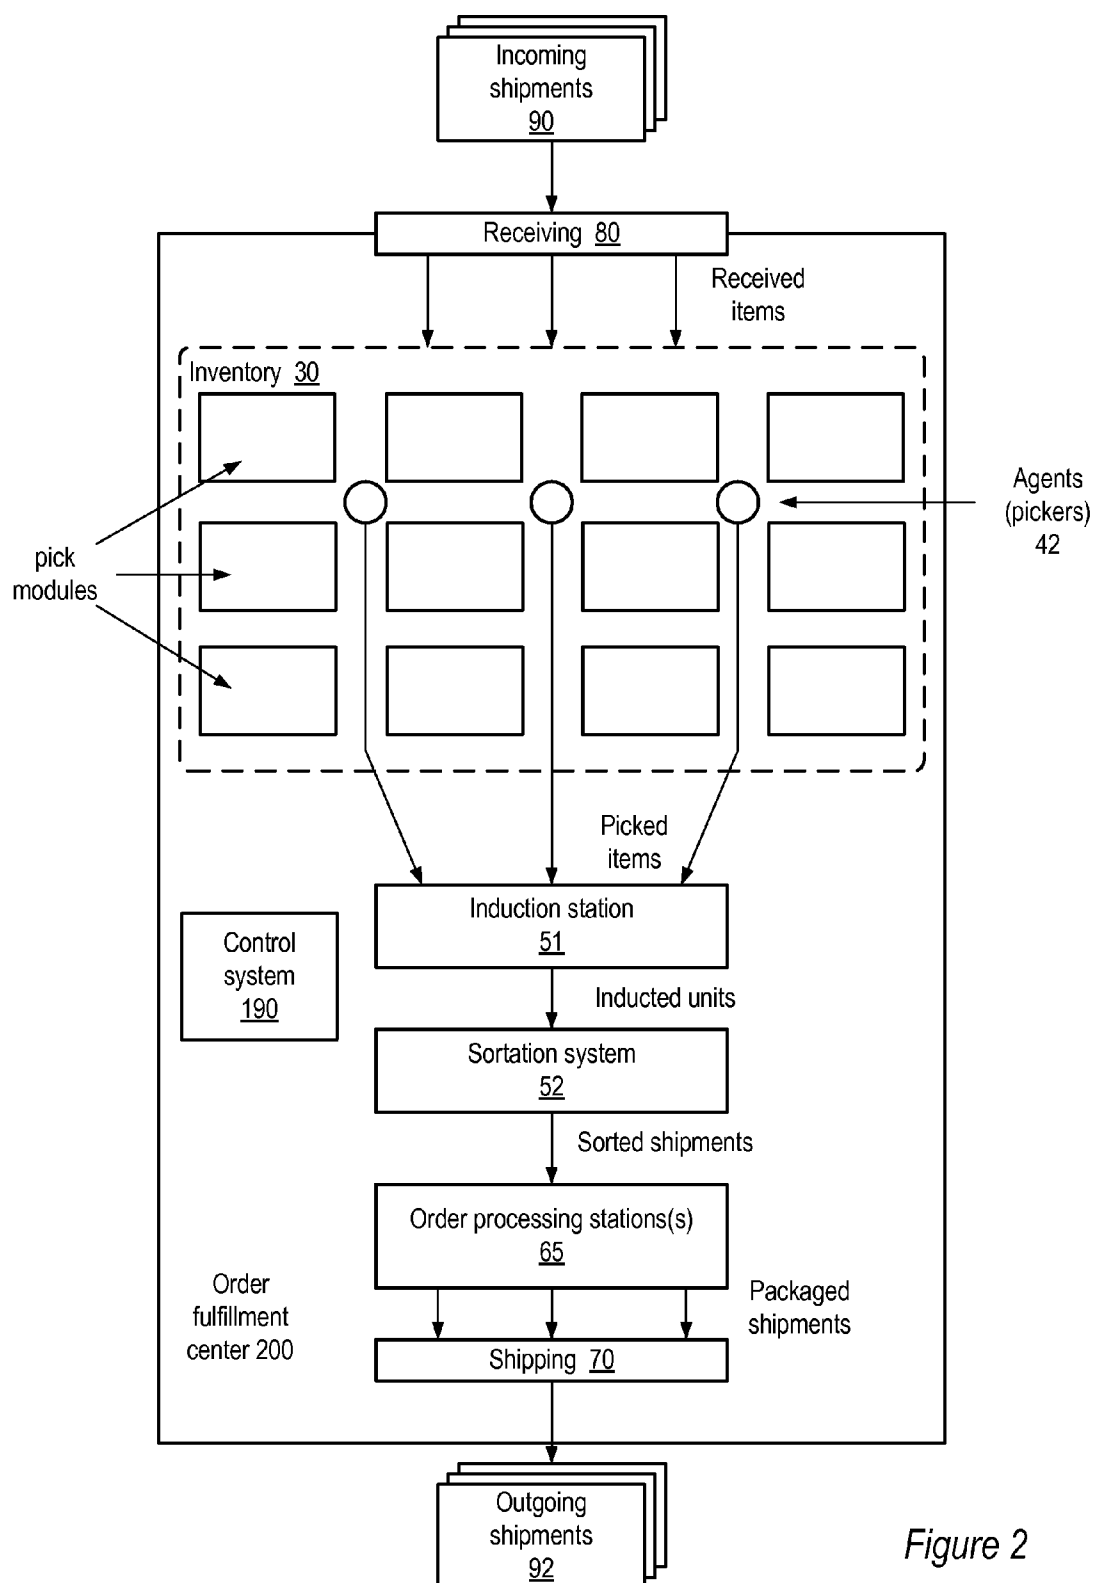 Incoming
shipments
90
Receiving 80
Received
items
Inventory 30
Agents
(pickers)
42
pick
modules
Picked
items
Induction station
51
Control
system
190
Inducted units
Sortation system
52
Sorted shipments
Order processing stations(s)
65
Order
fulfillment
center 200
Packaged
shipments
Shipping 70
Outgoing
shipments
92
Figure 2